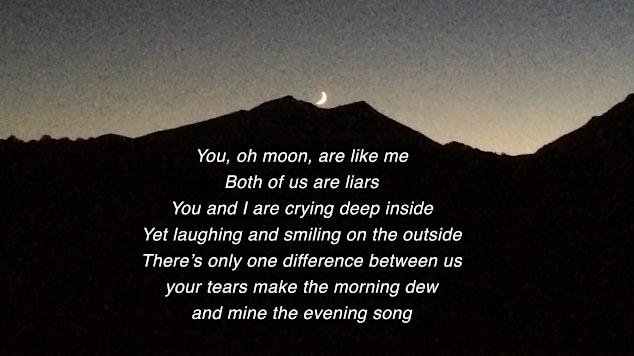 You, oh moon, are like me
Both of us are liars
You and I are crying deep inside
Yet laughing and smiling on the outside
There's only one difference between us
your tears make the morning dew
and mine the evening song